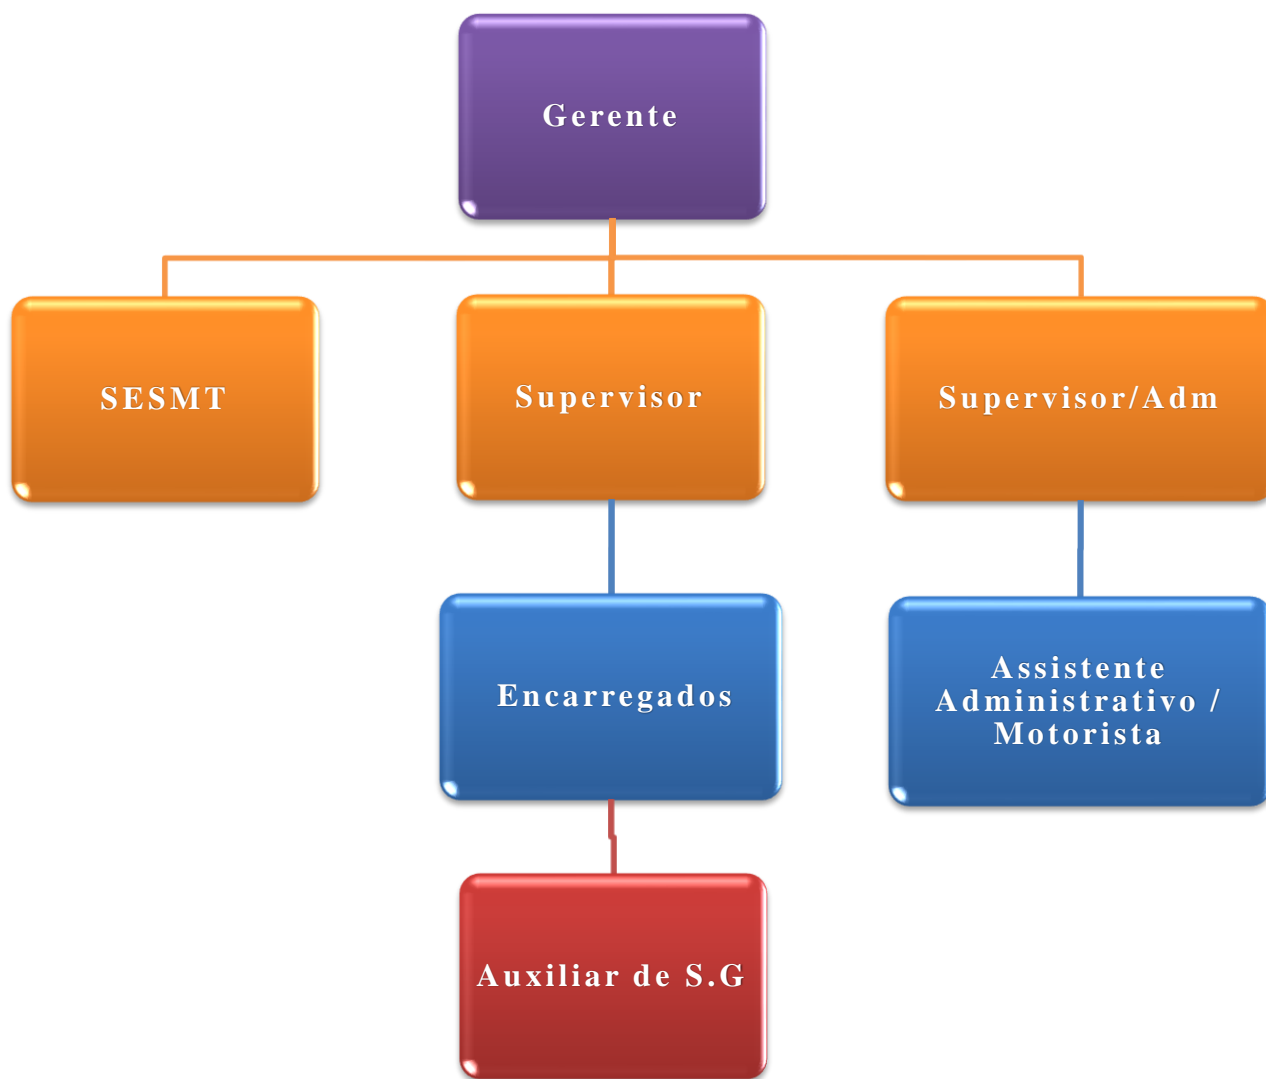 Gerente
SESMT
Supervisor
Supervisor/Adm
Encarregados
Assistente
Administrativo /
Motorista
Auxiliar de S.G